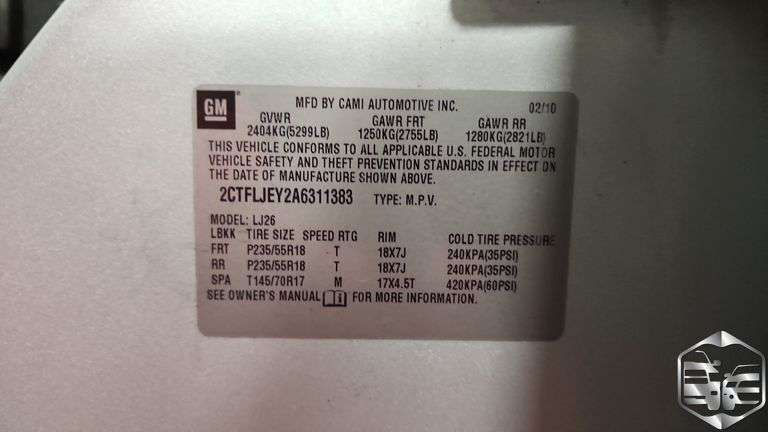 GM
MFD BY CAMI AUTOMOTIVE INC. 02/10
GVWR GAWR FRT GAWR RR
2404KG(5299LB) 1250KG(2755LB) 1280KG(2821LB)
THIS VEHICLE CONFORMS TO ALL APPLICABLE U.S. FEDERAL MOTOR
VEHICLE SAFETY AND THEFT PREVENTION STANDARDS IN EFFECT ON
THE DATE OF MANUFACTURE SHOWN ABOVE.
2CTFLJEY2A6311383 TYPE: M.P.V.
MODEL: LJ26
LBKK TIRE SIZE SPEED RTG RIM COLD TIRE PRESSURE
FRT P235/55R18 T 18X7J 240KPA(35PSI)
RR P235/55R18 T 18X7J 240KPA(35PSI)
SPA T145/70R17 M 17X4.5T 420KPA(60PSI)
SEE OWNER'S MANUAL FOR MORE INFORMATION.